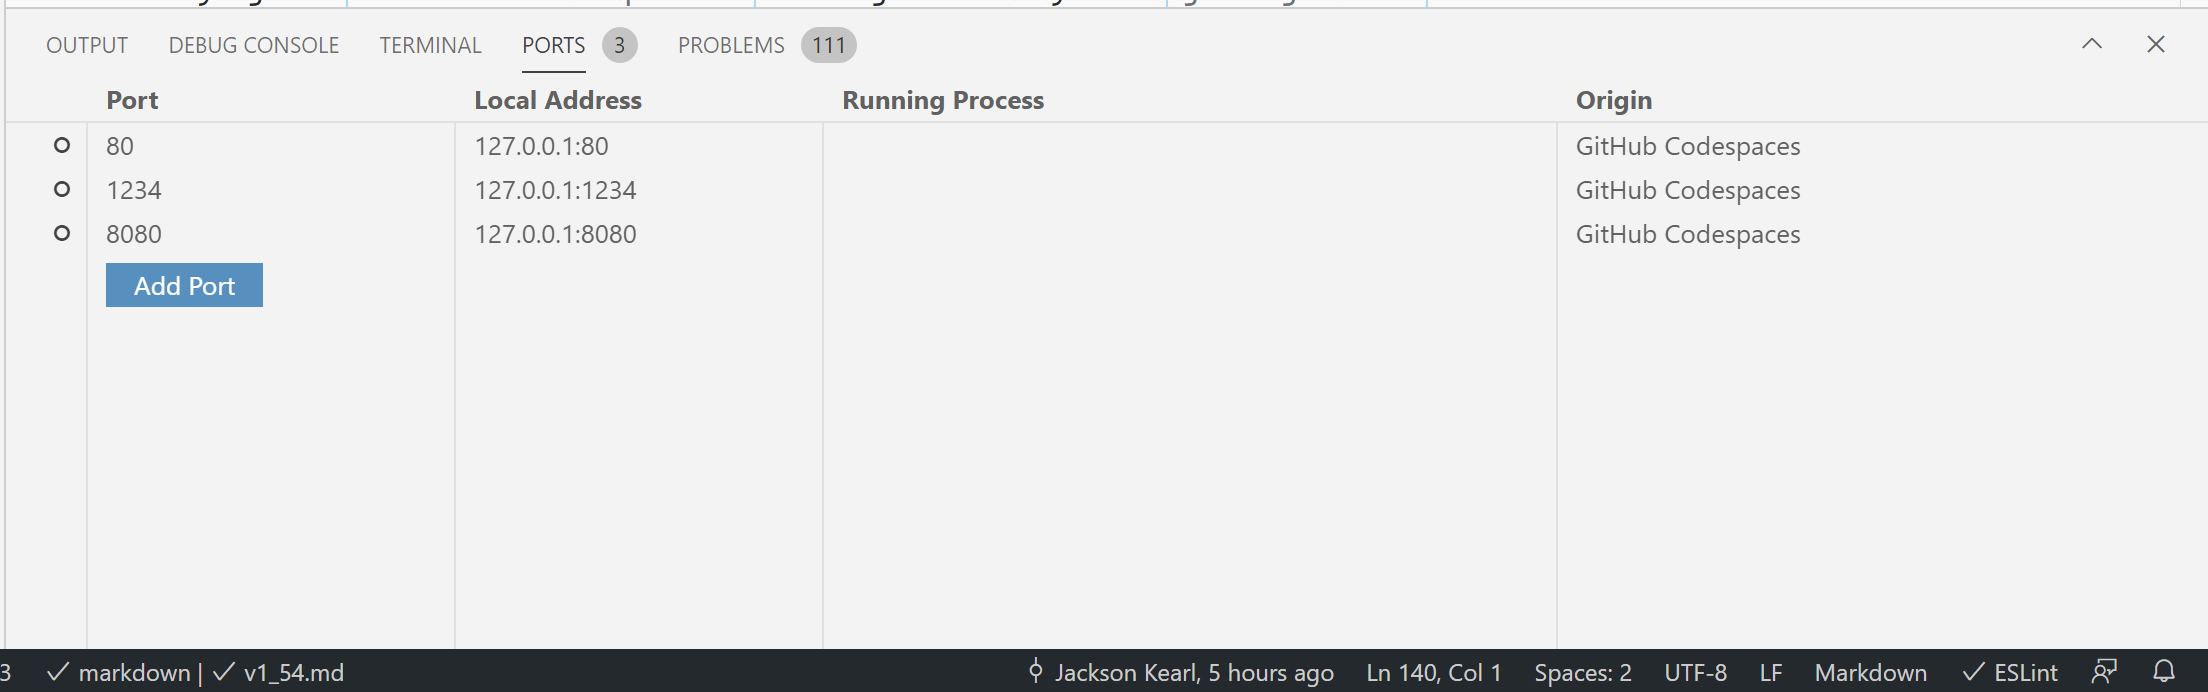 OUTPUT DEBUG CONSOLE TERMINAL PORTS 3 PROBLEMS 111
Port Local Address Running Process Origin
80 127.0.0.1:80 GitHub Codespaces
1234 127.0.0.1:1234 GitHub Codespaces
8080 127.0.0.1:8080 GitHub Codespaces
Add Port
3 markdown | v1_54.md Jackson Kearl, 5 hours ago Ln 140, Col 1 Spaces: 2 UTF-8 LF Markdown ESLint